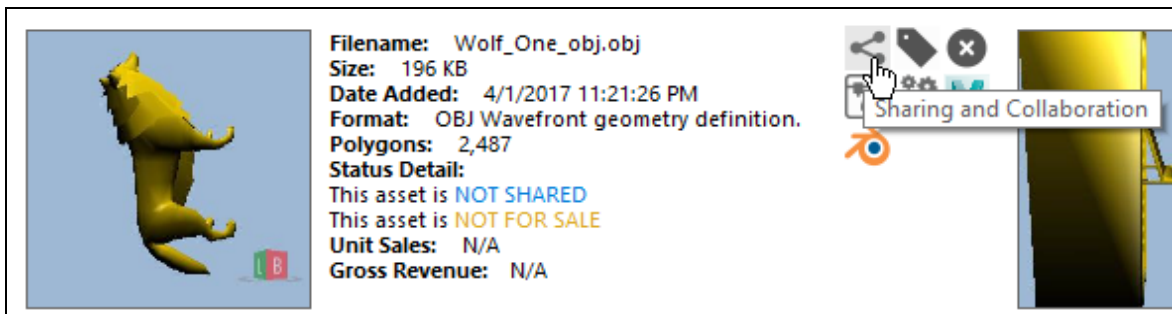 Filename: Wolf_One_obj.obj
Size: 196 KB
Date Added: 4/1/2017 11:21:26 PM
Format: OBJ Wavefront geometry definition.
Polygons: 2,487
Status Detail:
This asset is NOT SHARED
This asset is NOT FOR SALE
Unit Sales: N/A
Gross Revenue: N/A
Sharing and Collaboration
L B